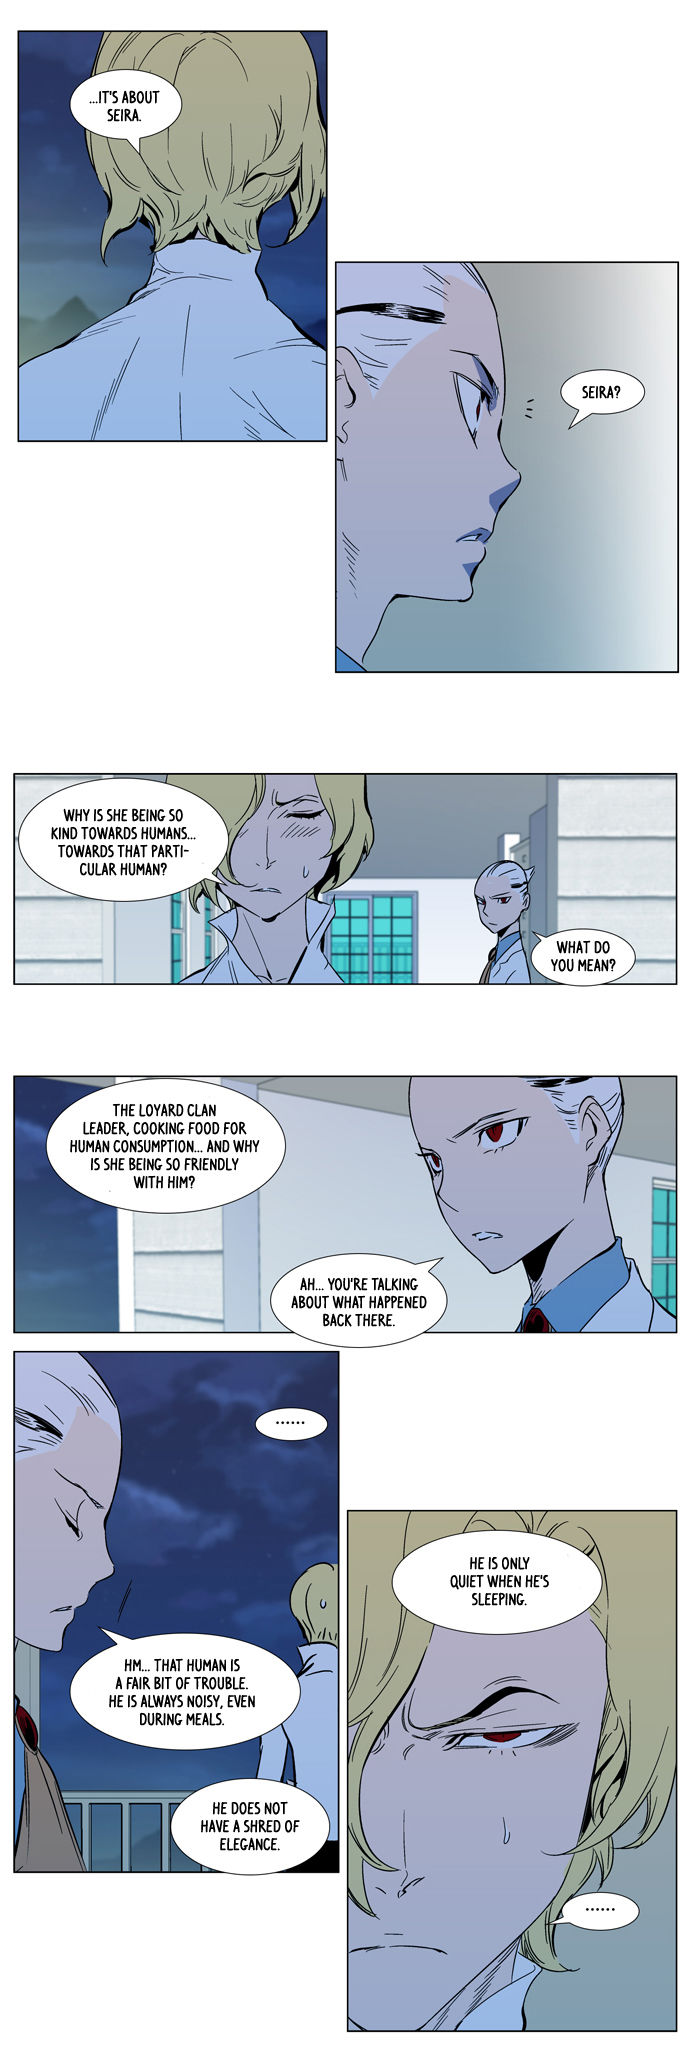 ...IT'S ABOUT
SEIRA.
SEIRA?
WHY IS SHE BEING SO
KIND TOWARDS HUMANS...
TOWARDS THAT PARTI-
CULAR HUMAN?
WHAT DO
YOU MEAN?
THE LOYARD CLAN
LEADER, COOKING FOOD FOR
HUMAN CONSUMPTION... AND WHY
IS SHE BEING SO FRIENDLY
WITH HIM?
AH... YOU'RE TALKING
ABOUT WHAT HAPPENED
BACK THERE.
......
HM... THAT HUMAN IS
A FAIR BIT OF TROUBLE.
HE IS ALWAYS NOISY, EVEN
DURING MEALS.
HE DOES NOT
HAVE A SHRED OF
ELEGANCE.
HE IS ONLY
QUIET WHEN HE'S
SLEEPING.
......